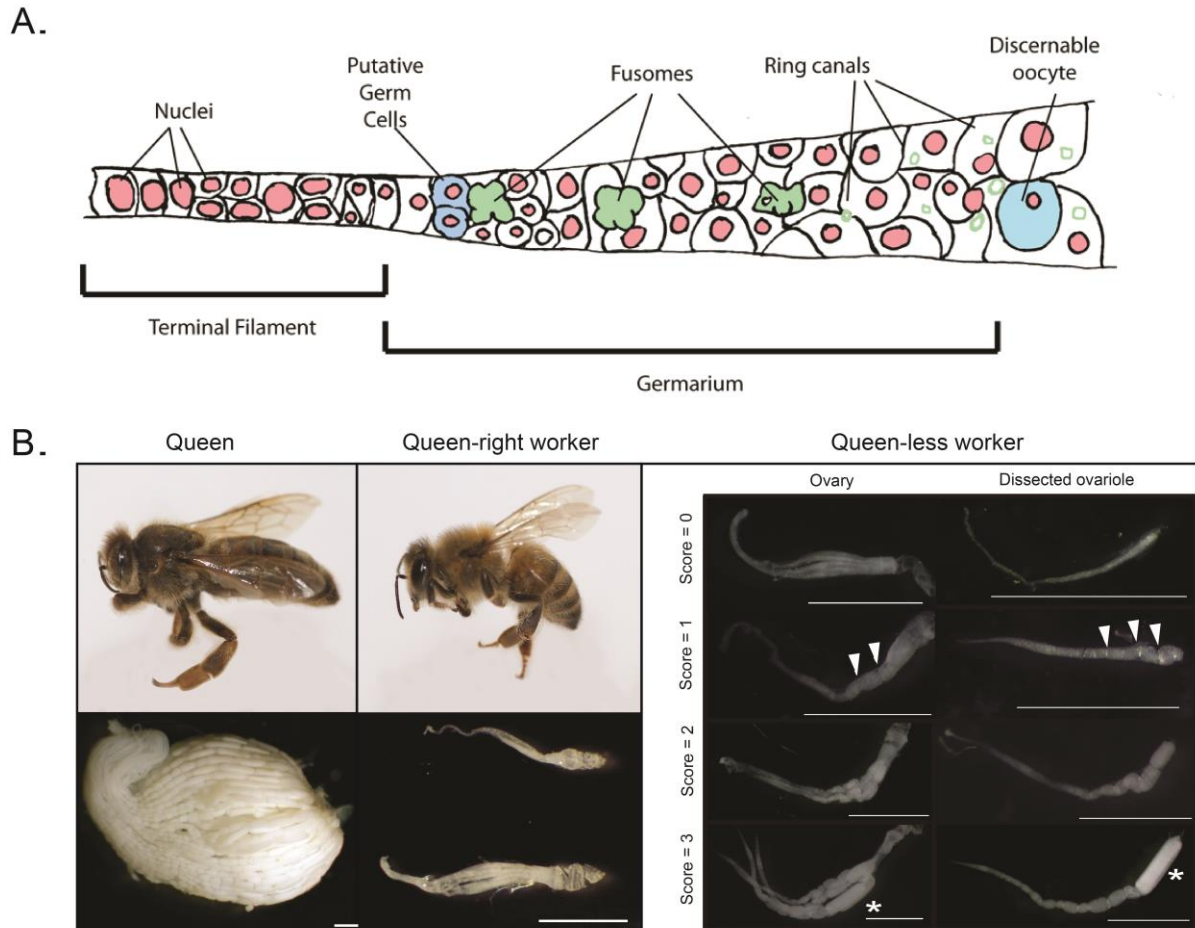 A.
Nuclei
Putative
Germ
Cells
Fusomes
Ring canals
Discernable
oocyte
Terminal Filament
Germarium
B.
Queen
Queen-right worker
Queen-less worker
Ovary
Dissected ovariole
Score = 0
Score = 1
Score = 2
Score = 3
*
*